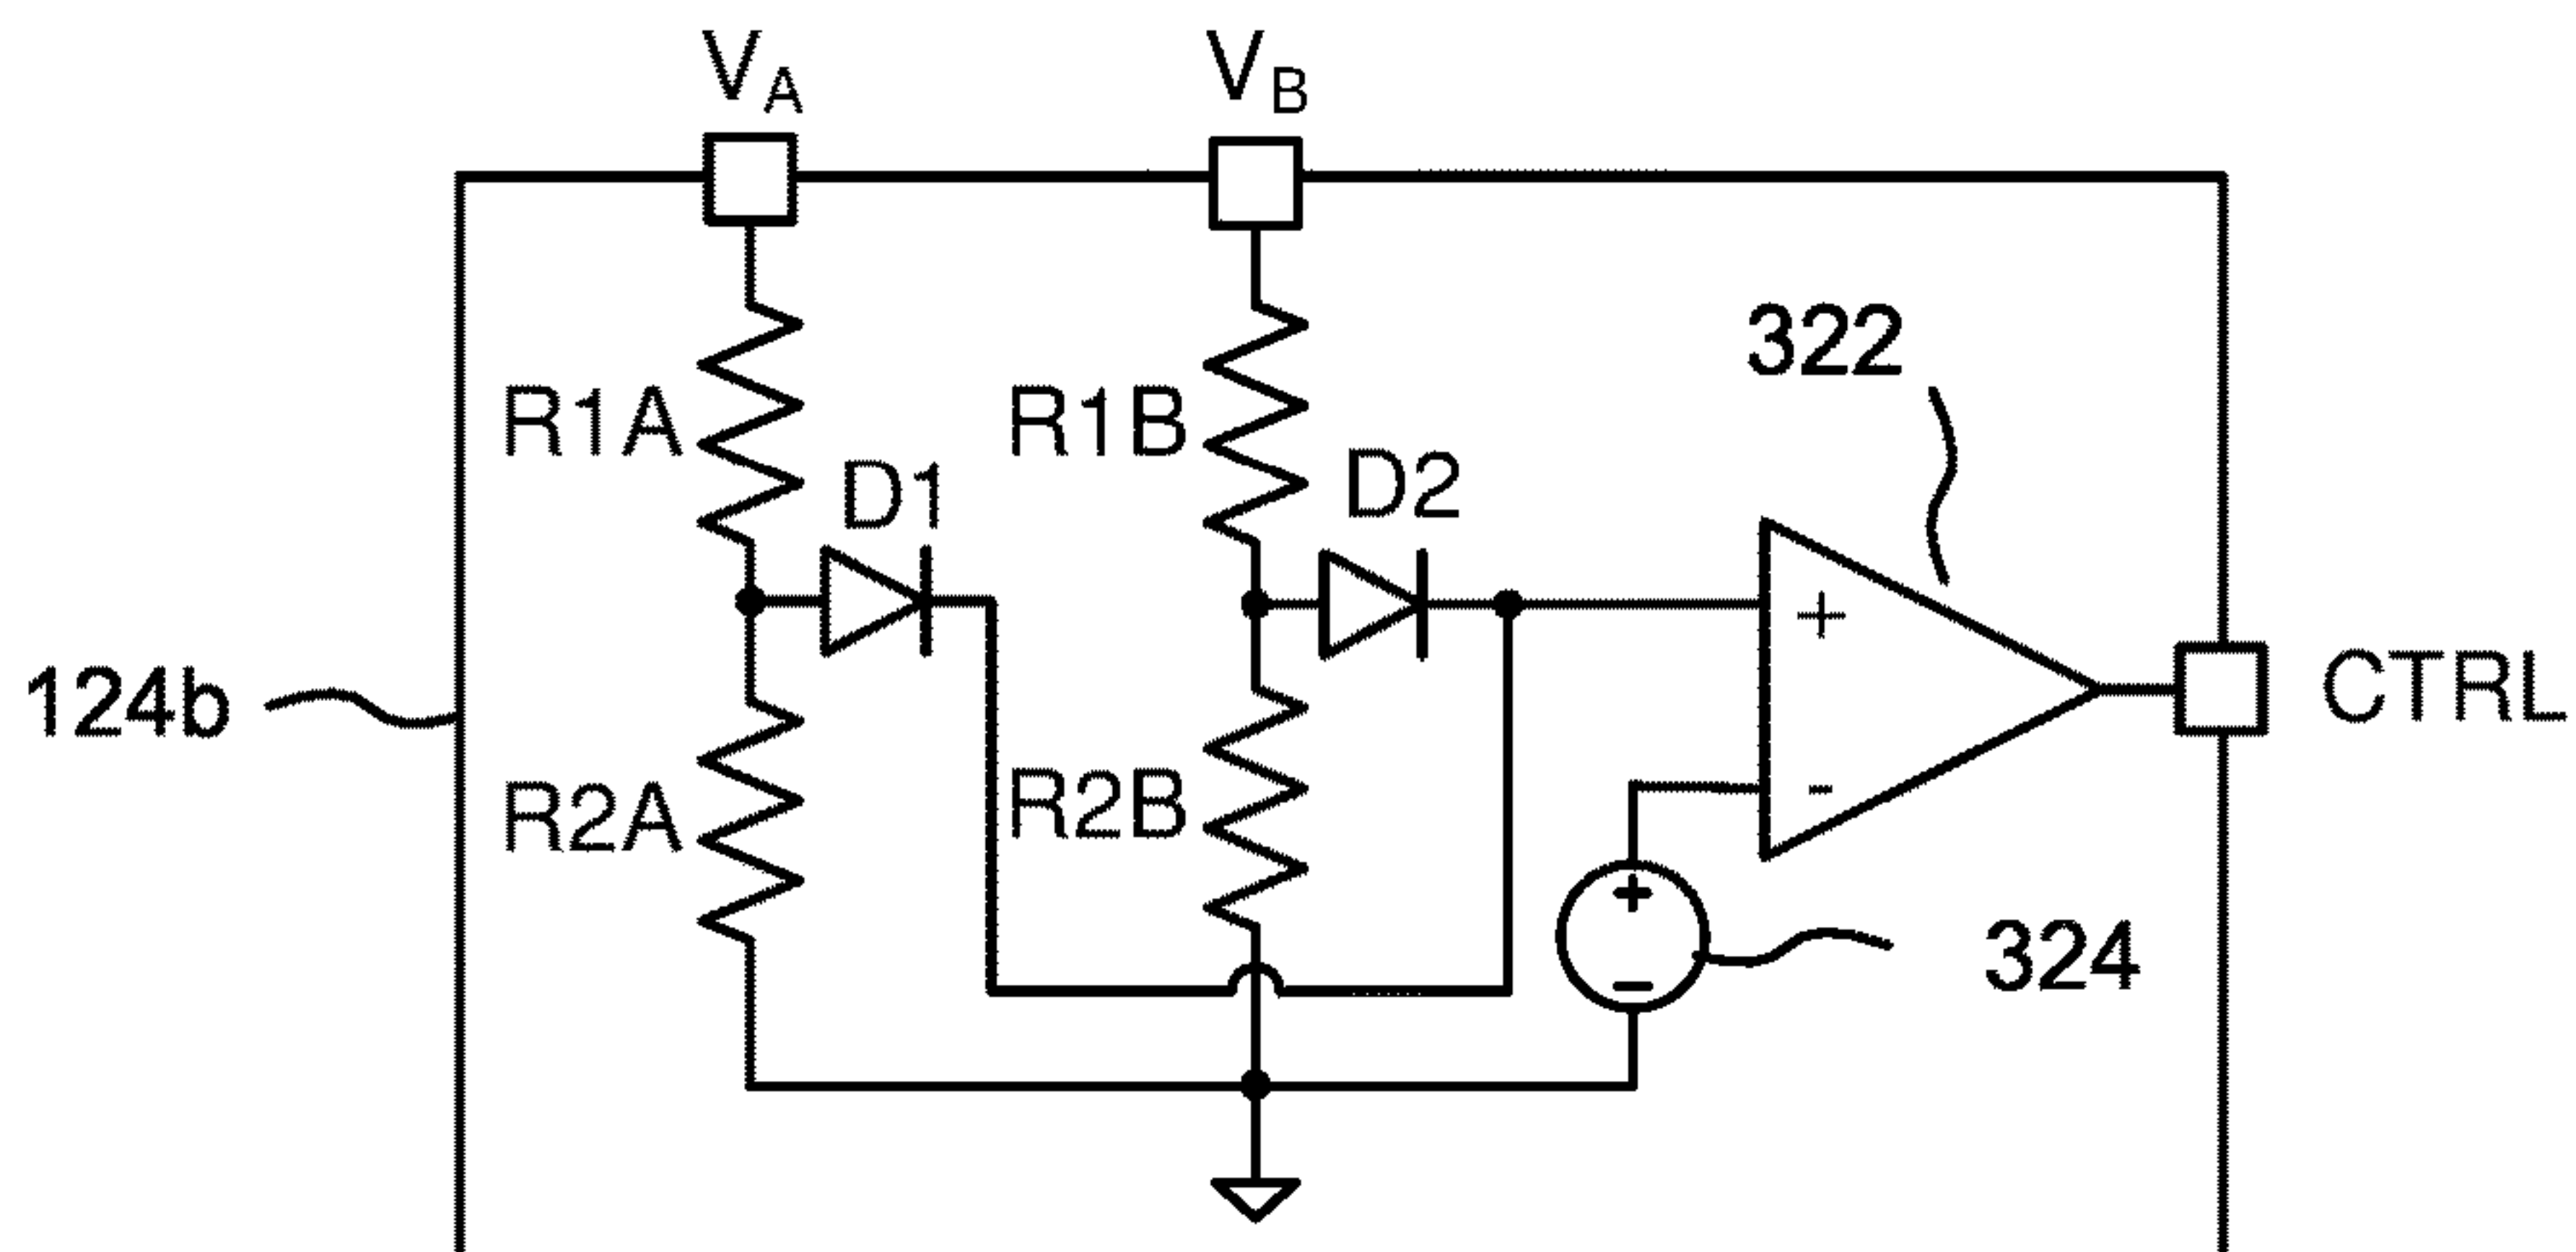 VA
VB
322
R1A
R1B
D1
D2
+
124b
CTRL
R2A
R2B
-
+
-
324